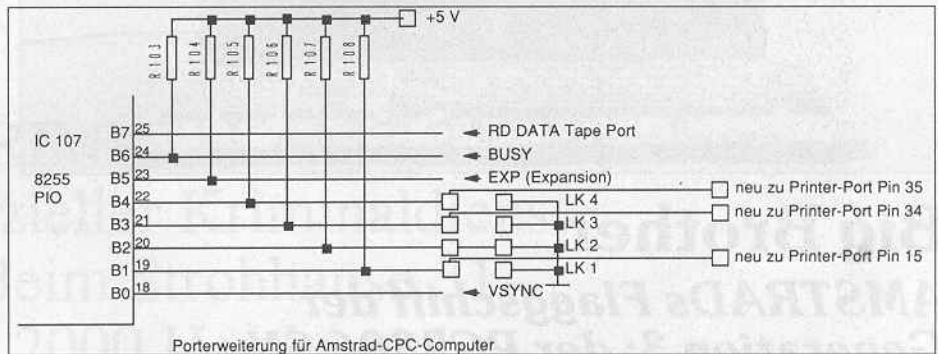 +5 V
R103
R104
R105
R106
R107
R108
IC 107
8255
PIO
B7 25 RD DATA Tape Port
B6 24 BUSY
B5 23 EXP (Expansion)
B4 22 LK 4 neu zu Printer-Port Pin 35
B3 21 LK 3 neu zu Printer-Port Pin 34
B2 20 LK 2
B1 19 LK 1 neu zu Printer-Port Pin 15
B0 18 VSYNC
Porterweiterung für Amstrad-CPC-Computer